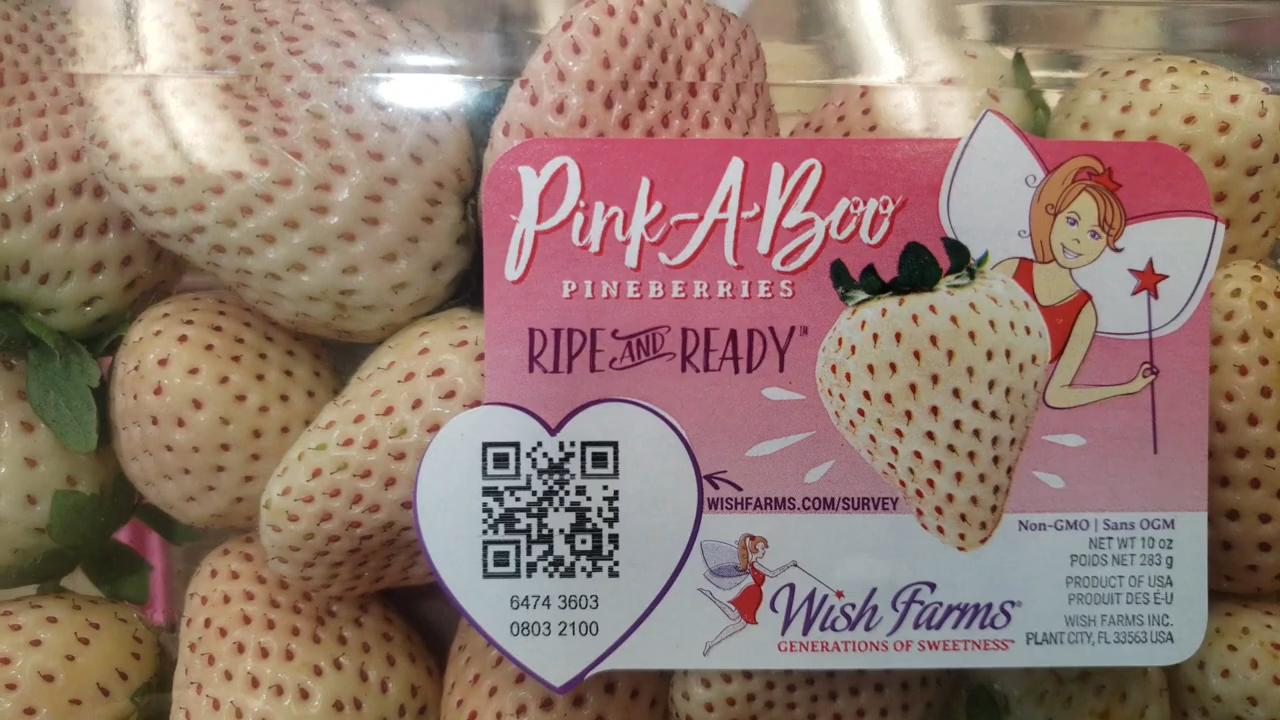 Pink-A-Boo
PINEBERRIES
RIPE AND READY™
WISHFARMS.COM/SURVEY
6474 3603
0803 2100
Wish Farms®
GENERATIONS OF SWEETNESS™
Non-GMO | Sans OGM
NET WT 10 oz
POIDS NET 283 g
PRODUCT OF USA
PRODUIT DES É-U
WISH FARMS INC.
PLANT CITY, FL 33563 USA